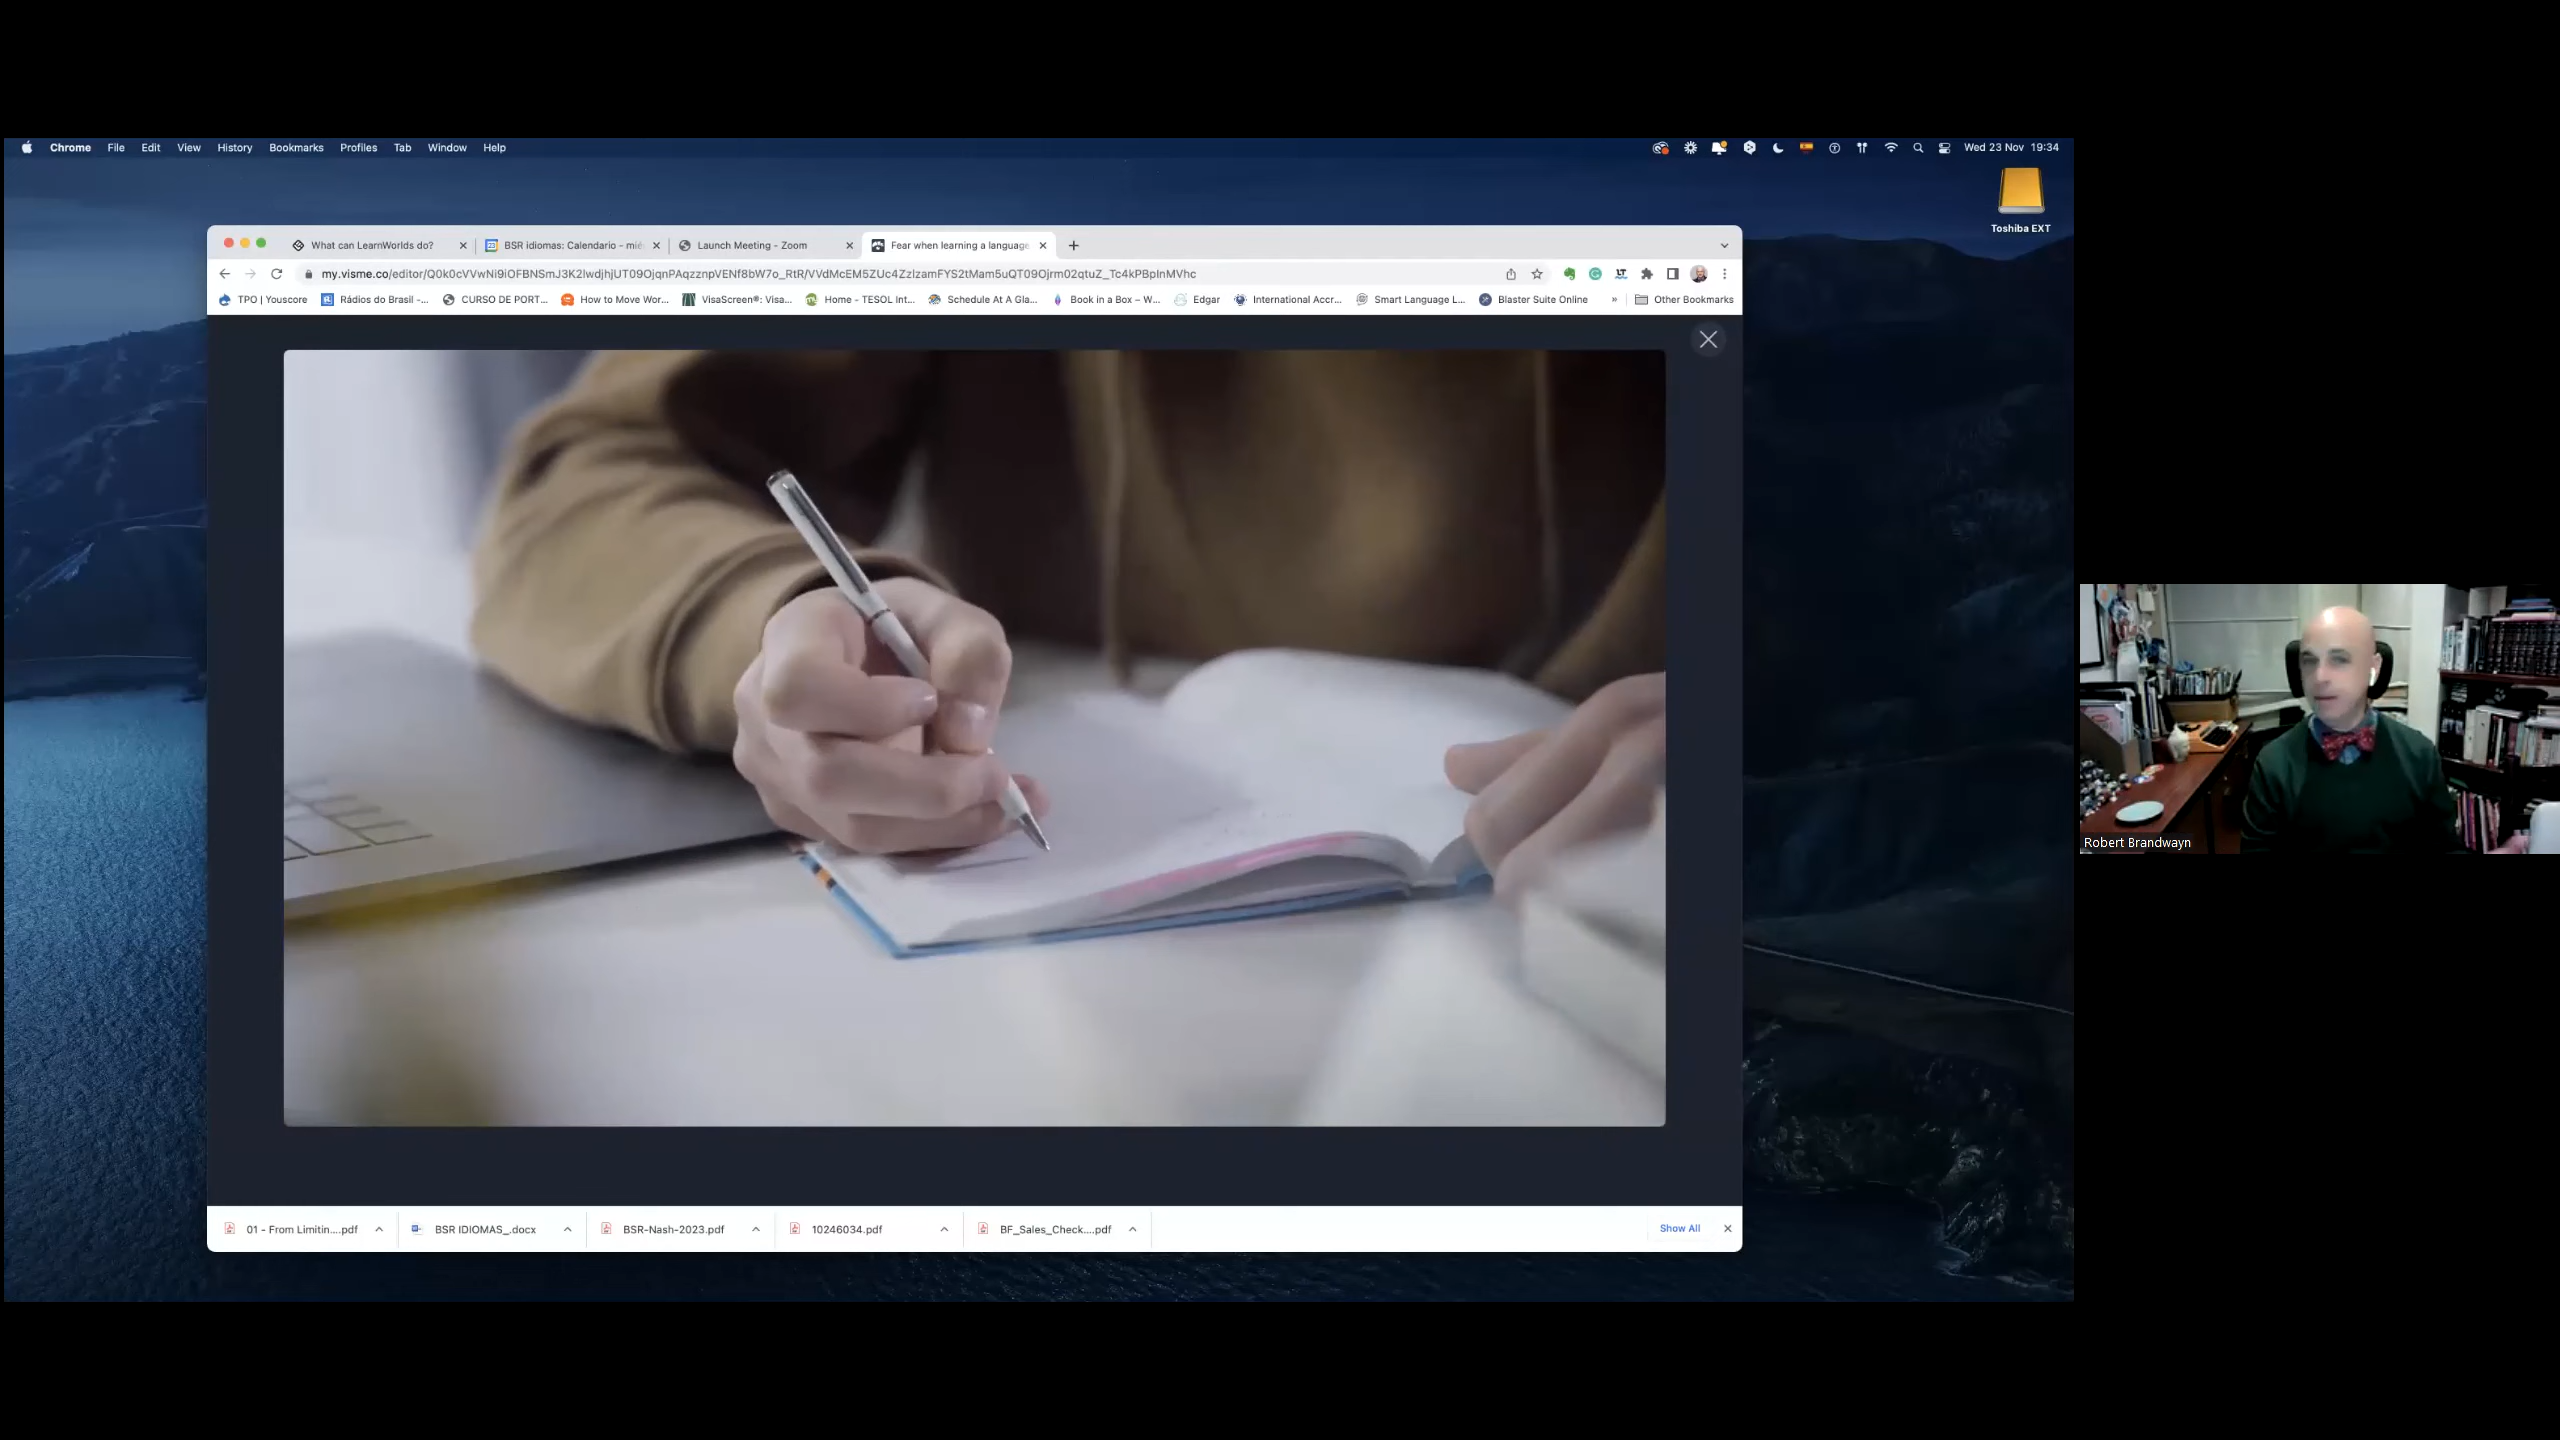 Chrome File Edit View History Bookmarks Profiles Tab Window Help Wed 23 Nov 19:34
Toshiba EXT
What can LearnWorlds do? BSR idiomas: Calendario - mié Launch Meeting - Zoom Fear when learning a language
my.visme.co/editor/
TPO | Youscore Rádios do Brasil -... CURSO DE PORT... How to Move Wor... VisaScreen®: Visa... Home - TESOL Int... Schedule At A Gla... Book in a Box – W... Edgar International Accr... Smart Language L... Blaster Suite Online » Other Bookmarks
Robert Brandwayn
01 - From Limitin....pdf BSR IDIOMAS_.docx BSR-Nash-2023.pdf 10246034.pdf BF_Sales_Check....pdf Show All